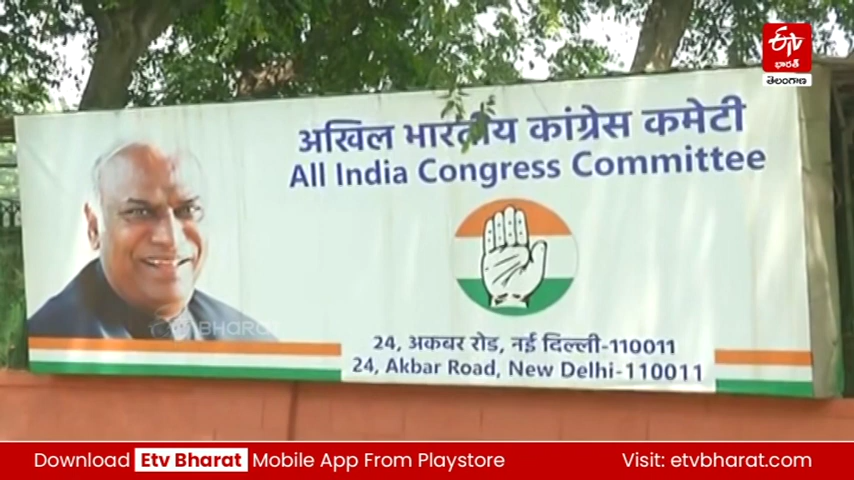 etv
భారత్
తెలంగాణ
अखिल भारतीय कांग्रेस कमेटी
All India Congress Committee
BHARAT
24, अकबर रोड, नई दिल्ली-110011
24, Akbar Road, New Delhi-110011
Download Etv Bharat Mobile App From Playstore
Visit: etvbharat.com